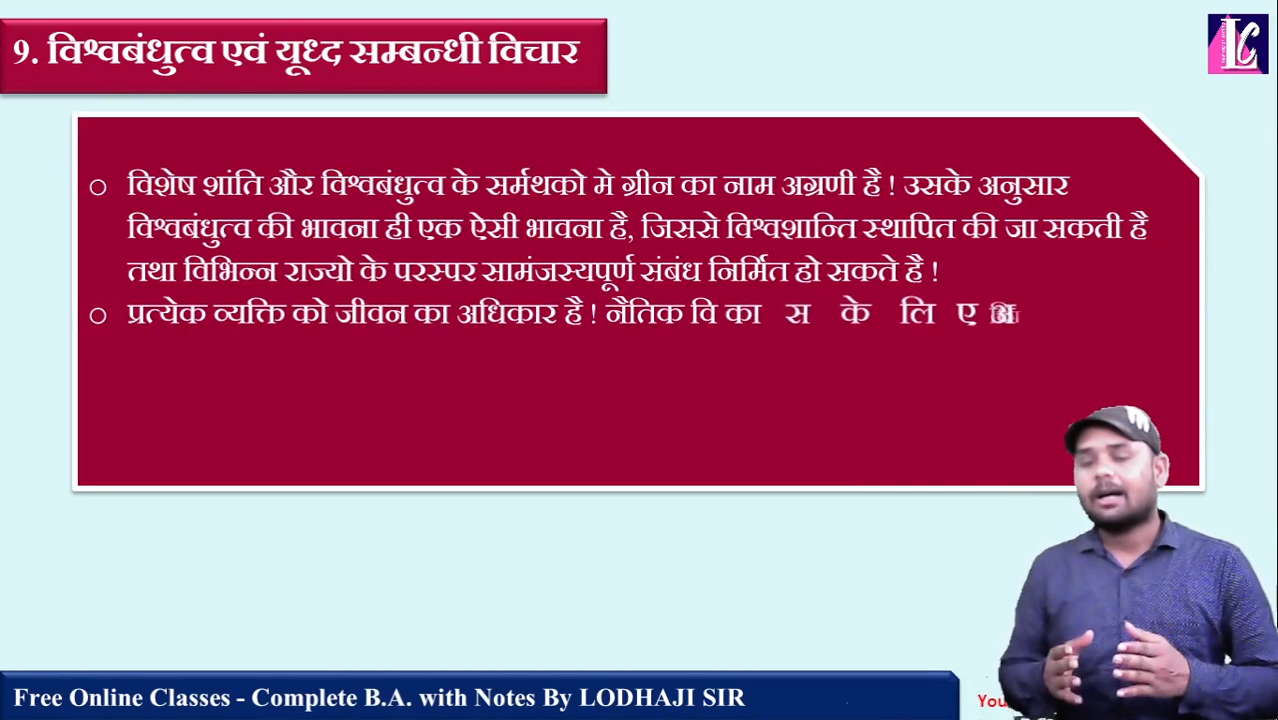 9. विश्वबंधुत्व एवं यूध्द सम्बन्धी विचार
LC
विशेष शांति और विश्वबंधुत्व के सर्मथको मे ग्रीन का नाम अग्रणी है ! उसके अनुसार
विश्वबंधुत्व की भावना ही एक ऐसी भावना है, जिससे विश्वशान्ति स्थापित की जा सकती है
तथा विभिन्न राज्यो के परस्पर सामंजस्यपूर्ण संबंध निर्मित हो सकते है !
प्रत्येक व्यक्ति को जीवन का अधिकार है ! नैतिक विकास के लिए
Free Online Classes - Complete B.A. with Notes By LODHAJI SIR
You